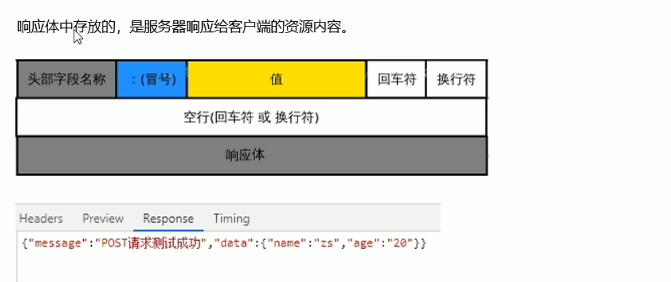 响应体中存放的，是服务器响应给客户端的资源内容。
头部字段名称 ：(冒号) 值 回车符 换行符
空行(回车符 或 换行符)
响应体
Headers Preview Response Timing
{"message":"POST请求测试成功","data":{"name":"zs","age":"20"}}